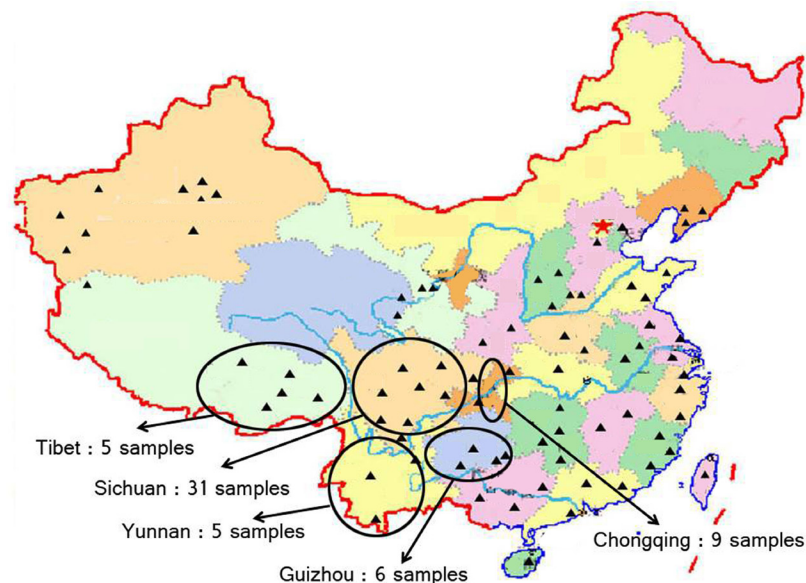 Tibet : 5 samples
Sichuan : 31 samples
Yunnan : 5 samples
Guizhou : 6 samples
Chongqing : 9 samples